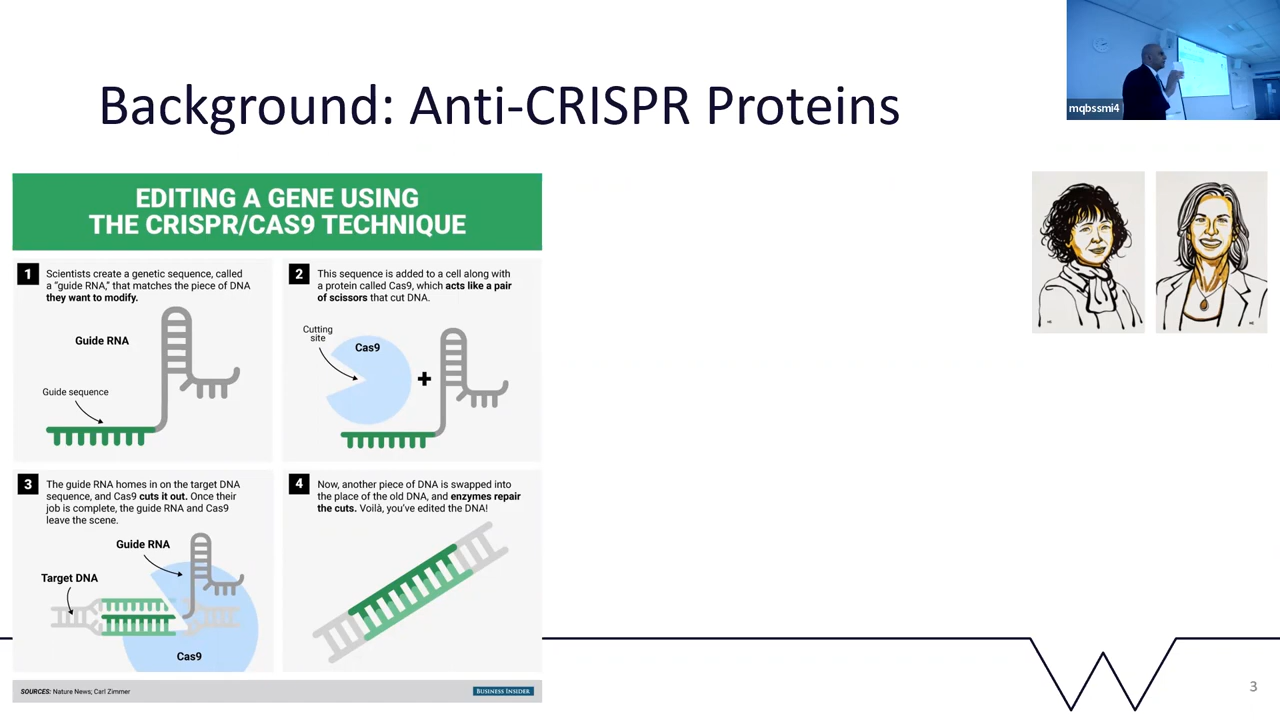 Background: Anti-CRISPR Proteins
mqbssmi4
EDITING A GENE USING
THE CRISPR/CAS9 TECHNIQUE
1
Scientists create a genetic sequence, called
a “guide RNA,” that matches the piece of DNA
they want to modify.
Guide RNA
Guide sequence
2
This sequence is added to a cell along with
a protein called Cas9, which acts like a pair
of scissors that cut DNA.
Cutting
site
Cas9
+
3
The guide RNA homes in on the target DNA
sequence, and Cas9 cuts it out. Once their
job is complete, the guide RNA and Cas9
leave the scene.
Guide RNA
Target DNA
Cas9
4
Now, another piece of DNA is swapped into
the place of the old DNA, and enzymes repair
the cuts. Voilà, you’ve edited the DNA!
SOURCES: Nature News; Carl Zimmer
BUSINESS INSIDER
3